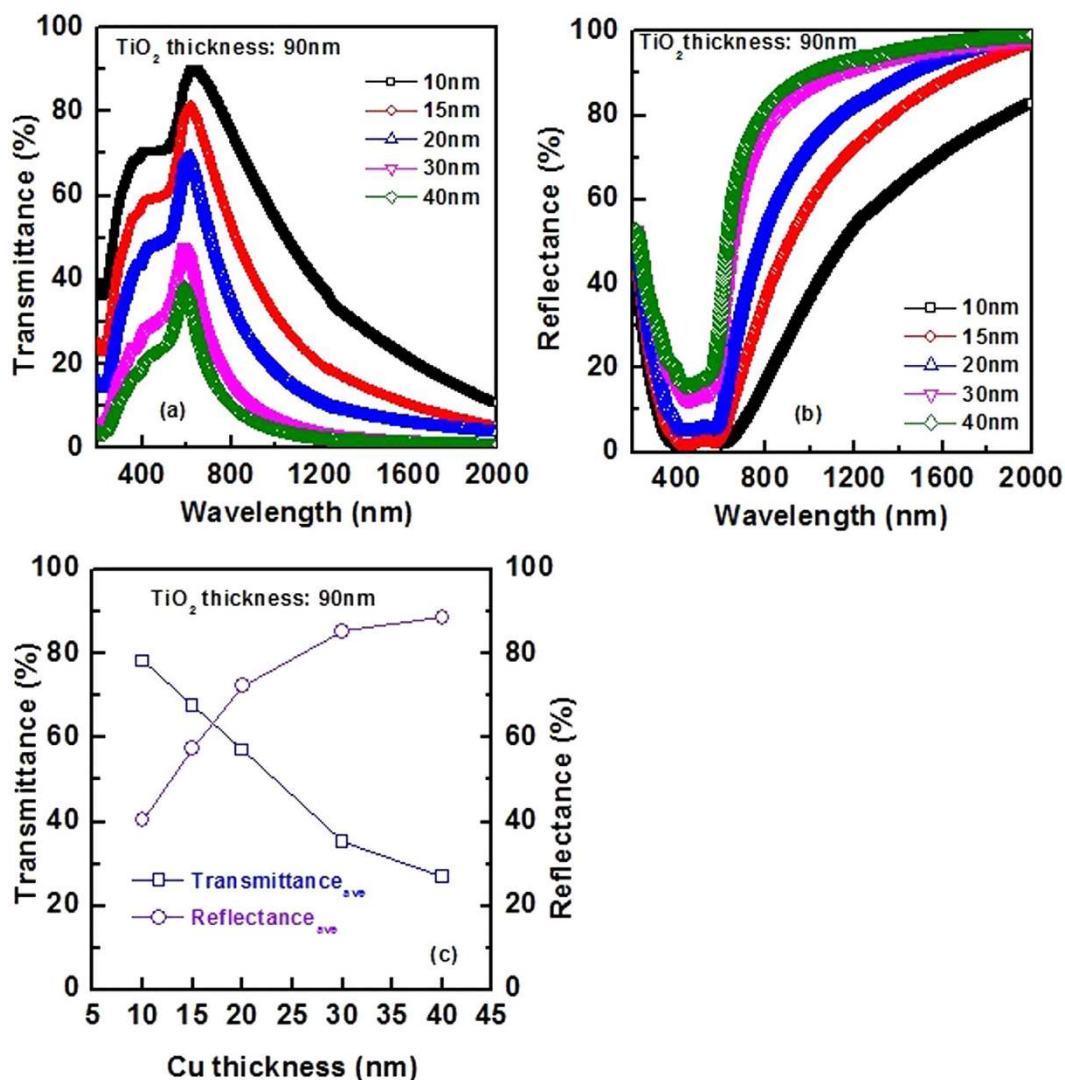 TiO2 thickness: 90nm
10nm
15nm
20nm
30nm
40nm
(a)
100
80
60
40
20
0
400 800 1200 1600 2000
Transmittance (%)
Wavelength (nm)
TiO2 thickness: 90nm
10nm
15nm
20nm
30nm
40nm
(b)
100
80
60
40
20
0
400 800 1200 1600 2000
Reflectance (%)
Wavelength (nm)
TiO2 thickness: 90nm
Transmittanceave
Reflectanceave
(c)
100
80
60
40
20
0
100
80
60
40
20
0
5 10 15 20 25 30 35 40 45
Transmittance (%)
Reflectance (%)
Cu thickness (nm)